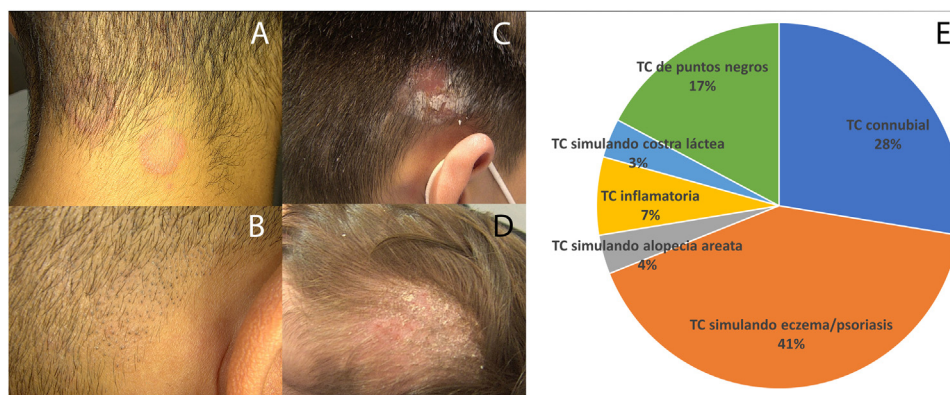 A
C
B
D
E
TC de puntos negros
17%
TC connubial
28%
TC simulando costra láctea
3%
TC inflamatoria
7%
TC simulando alopecia areata
4%
TC simulando eczema/psoriasis
41%